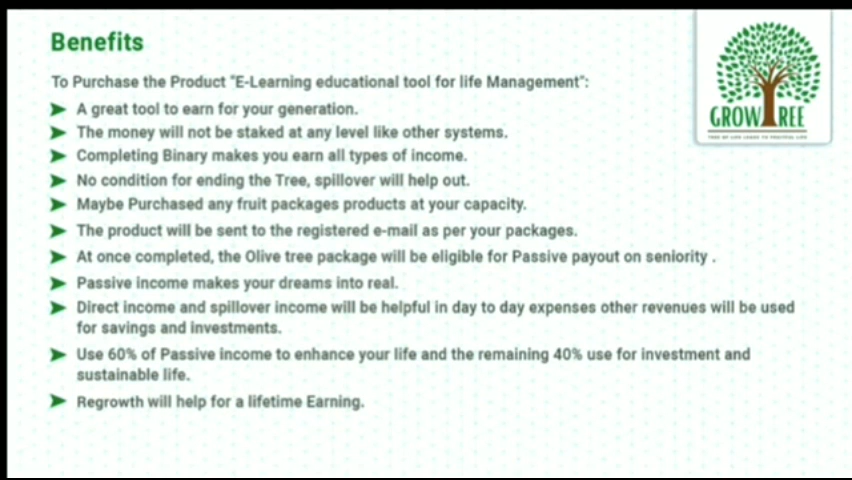 Benefits
To Purchase the Product "E-Learning educational tool for life Management":
A great tool to earn for your generation.
The money will not be staked at any level like other systems.
Completing Binary makes you earn all types of income.
No condition for ending the Tree, spillover will help out.
Maybe Purchased any fruit packages products at your capacity.
The product will be sent to the registered e-mail as per your packages.
At once completed, the Olive tree package will be eligible for Passive payout on seniority .
Passive income makes your dreams into real.
Direct income and spillover income will be helpful in day to day expenses other revenues will be used
for savings and investments.
Use 60% of Passive income to enhance your life and the remaining 40% use for investment and
sustainable life.
Regrowth will help for a lifetime Earning.
GROW TREE